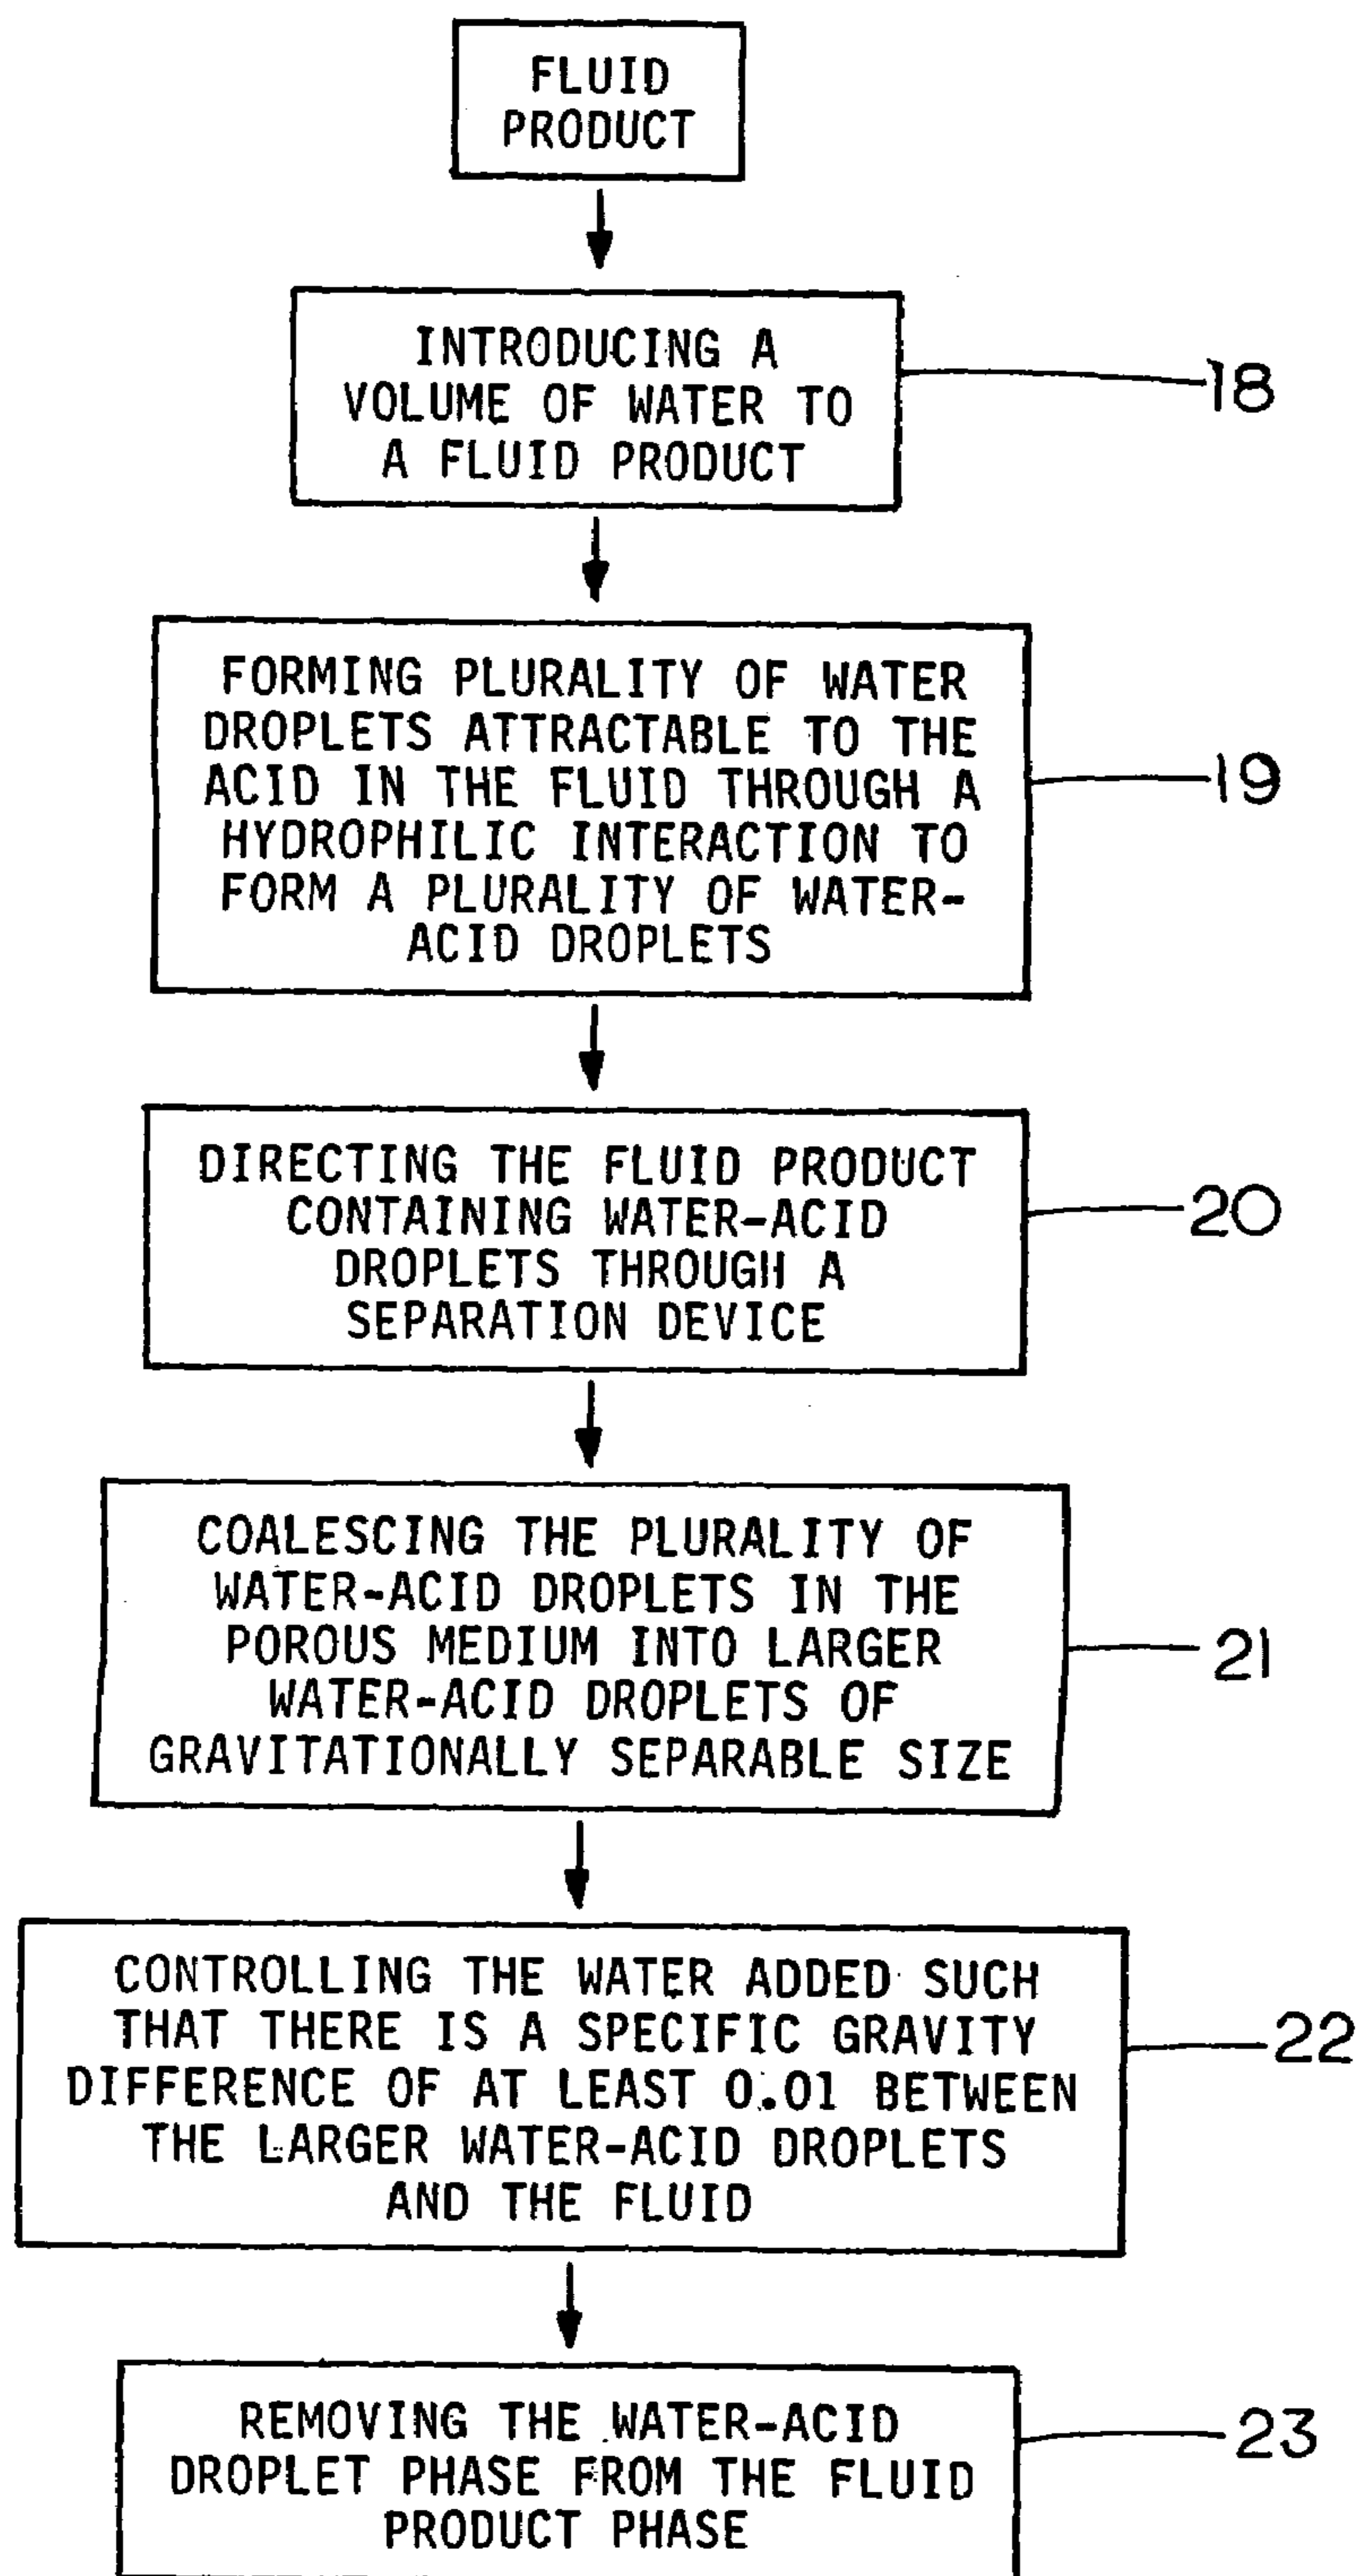 FLUID
PRODUCT
INTRODUCING A
VOLUME OF WATER TO
A FLUID PRODUCT
18
FORMING PLURALITY OF WATER
DROPLETS ATTRACTABLE TO THE
ACID IN THE FLUID THROUGH A
HYDROPHILIC INTERACTION TO
FORM A PLURALITY OF WATER-
ACID DROPLETS
19
DIRECTING THE FLUID PRODUCT
CONTAINING WATER-ACID
DROPLETS THROUGH A
SEPARATION DEVICE
20
COALESCING THE PLURALITY OF
WATER-ACID DROPLETS IN THE
POROUS MEDIUM INTO LARGER
WATER-ACID DROPLETS OF
GRAVITATIONALLY SEPARABLE SIZE
21
CONTROLLING THE WATER ADDED SUCH
THAT THERE IS A SPECIFIC GRAVITY
DIFFERENCE OF AT LEAST 0.01 BETWEEN
THE LARGER WATER-ACID DROPLETS
AND THE FLUID
22
REMOVING THE WATER-ACID
DROPLET PHASE FROM THE FLUID
PRODUCT PHASE
23